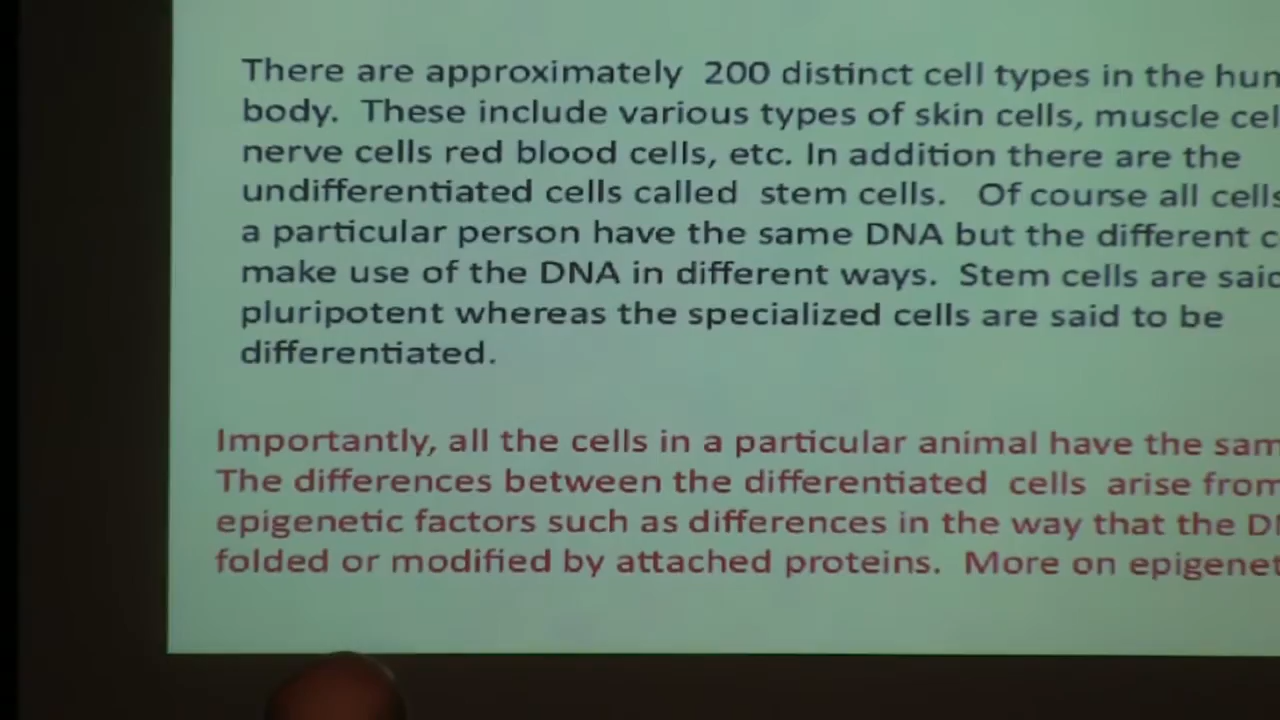 There are approximately  200 distinct cell types in the hum
body.  These include various types of skin cells, muscle cel
nerve cells red blood cells, etc. In addition there are the
undifferentiated cells called  stem cells.   Of course all cells
a particular person have the same DNA but the different c
make use of the DNA in different ways.  Stem cells are said
pluripotent whereas the specialized cells are said to be
differentiated.
Importantly, all the cells in a particular animal have the sam
The differences between the differentiated  cells  arise from
epigenetic factors such as differences in the way that the D
folded or modified by attached proteins.  More on epigenet